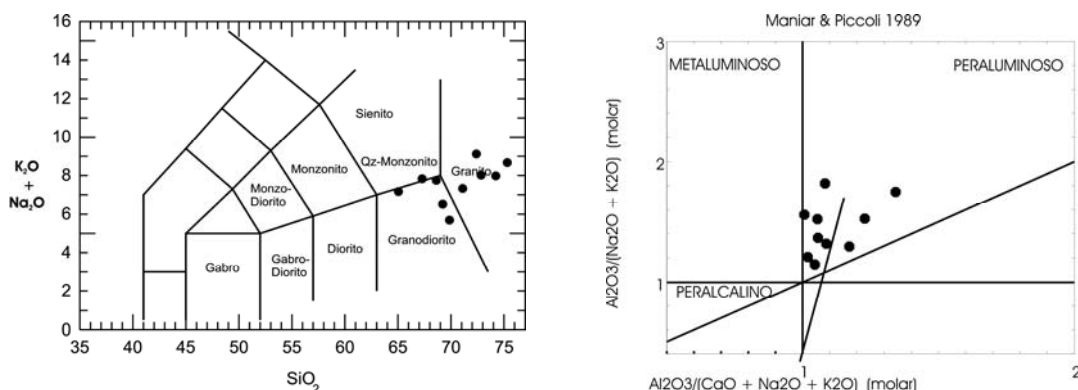 16
14
12
10
8
6
4
2
0
K2O
+
Na2O
35
40
45
50
55
60
65
70
75
SiO2
Sienito
Qz-Monzonito
Granito
Monzonito
Monzo-
Diorito
Gabro
Gabro-
Diorito
Diorito
Granodiorito
Maniar & Piccoli 1989
METALUMINOSO
PERALUMINOSO
PERALCALINO
3
2
1
Al2O3/(Na2O + K2O) (molar)
1
2
Al2O3/(CaO + Na2O + K2O) (molar)